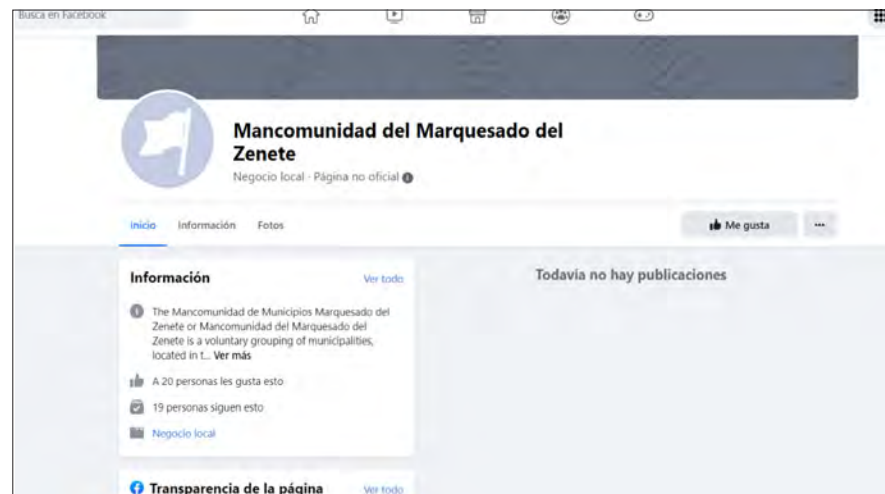 Busca en Facebook
Mancomunidad del Marquesado del
Zenete
Negocio local · Página no oficial
Inicio Información Fotos
Me gusta
Información Ver todo
The Mancomunidad de Municipios Marquesado del
Zenete or Mancomunidad del Marquesado del
Zenete is a voluntary grouping of municipalities,
located in t... Ver más
A 20 personas les gusta esto
19 personas siguen esto
Negocio local
Transparencia de la página Ver todo
Todavía no hay publicaciones